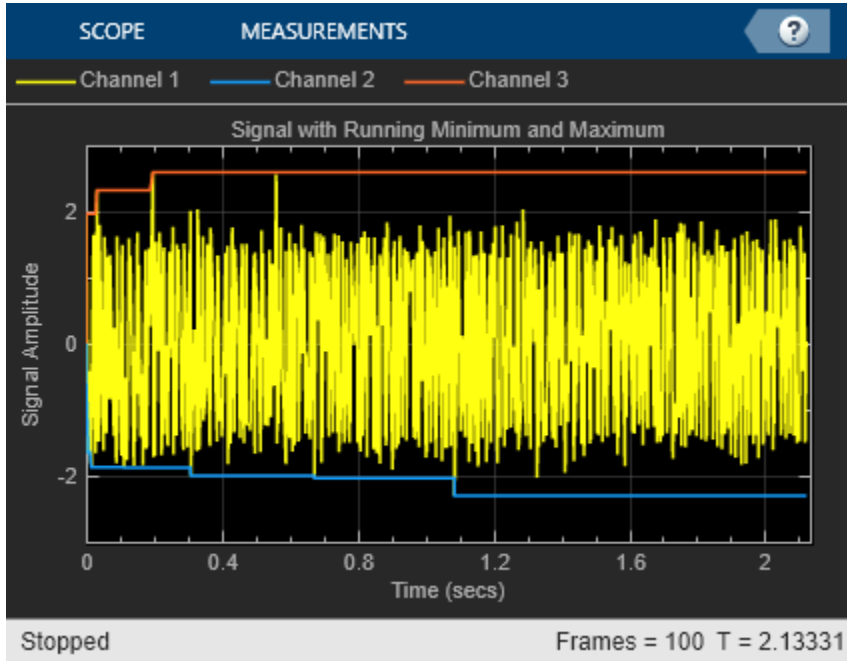 SCOPE MEASUREMENTS ?
Channel 1 Channel 2 Channel 3
Signal with Running Minimum and Maximum
2
0
-2
Signal Amplitude
0 0.4 0.8 1.2 1.6 2
Time (secs)
Stopped Frames = 100 T = 2.13331